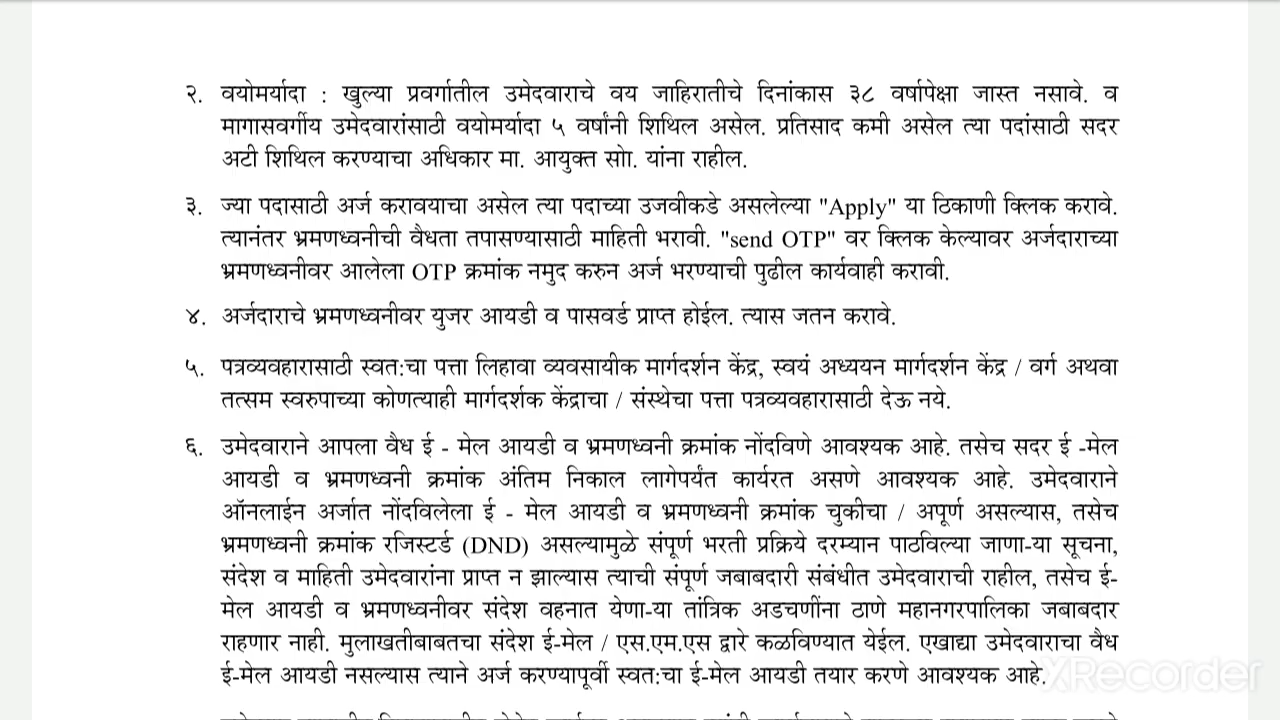 २. वयोमर्यादा : खुल्या प्रवर्गातील उमेदवाराचे वय जाहिरातीचे दिनांकास ३८ वर्षापेक्षा जास्त नसावे. व
मागासवर्गीय उमेदवारांसाठी वयोमर्यादा ५ वर्षांनी शिथिल असेल. प्रतिसाद कमी असेल त्या पदांसाठी सदर
अटी शिथिल करण्याचा अधिकार मा. आयुक्त सो. यांना राहील.
३. ज्या पदासाठी अर्ज करावयाचा असेल त्या पदाच्या उजवीकडे असलेल्या "Apply" या ठिकाणी क्लिक करावे.
त्यानंतर भ्रमणध्वनीची वैधता तपासण्यासाठी माहिती भरावी. "send OTP" वर क्लिक केल्यावर अर्जदाराच्या
भ्रमणध्वनीवर आलेला OTP क्रमांक नमुद करुन अर्ज भरण्याची पुढील कार्यवाही करावी.
४. अर्जदाराचे भ्रमणध्वनीवर युजर आयडी व पासवर्ड प्राप्त होईल. त्यास जतन करावे.
५. पत्रव्यवहारासाठी स्वत:चा पत्ता लिहावा व्यवसायीक मार्गदर्शन केंद्र, स्वयं अध्ययन मार्गदर्शन केंद्र / वर्ग अथवा
तत्सम स्वरुपाच्या कोणत्याही मार्गदर्शक केंद्राचा / संस्थेचा पत्ता पत्रव्यवहारासाठी देऊ नये.
६. उमेदवाराने आपला वैध ई - मेल आयडी व भ्रमणध्वनी क्रमांक नोंदविणे आवश्यक आहे. तसेच सदर ई -मेल
आयडी व भ्रमणध्वनी क्रमांक अंतिम निकाल लागेपर्यंत कार्यरत असणे आवश्यक आहे. उमेदवाराने
ऑनलाईन अर्जात नोंदविलेला ई - मेल आयडी व भ्रमणध्वनी क्रमांक चुकीचा / अपूर्ण असल्यास, तसेच
भ्रमणध्वनी क्रमांक रजिस्टर्ड (DND) असल्यामुळे संपूर्ण भरती प्रक्रिये दरम्यान पाठविल्या जाणा-या सूचना,
संदेश व माहिती उमेदवारांना प्राप्त न झाल्यास त्याची संपूर्ण जबाबदारी संबंधीत उमेदवाराची राहील, तसेच ई-
मेल आयडी व भ्रमणध्वनीवर संदेश वहनात येणा-या तांत्रिक अडचणींना ठाणे महानगरपालिका जबाबदार
राहणार नाही. मुलाखतीबाबतचा संदेश ई-मेल / एस.एम.एस द्वारे कळविण्यात येईल. एखाद्या उमेदवाराचा वैध
ई-मेल आयडी नसल्यास त्याने अर्ज करण्यापूर्वी स्वत:चा ई-मेल आयडी तयार करणे आवश्यक आहे.
XRecorder